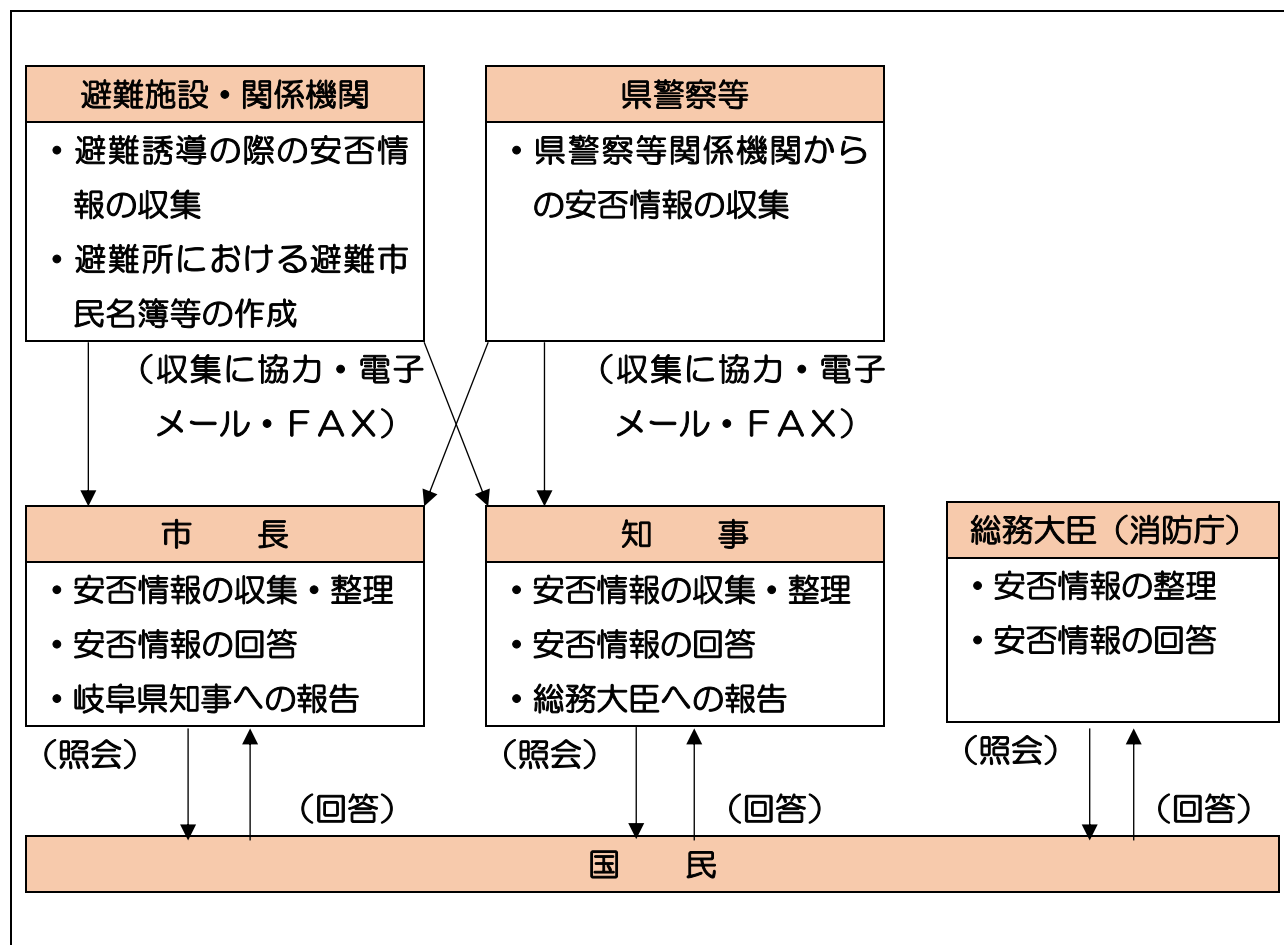 避難施設・関係機関
・避難誘導の際の安否情
報の収集
・避難所における避難市
民名簿等の作成
県警察等
・県警察等関係機関から
の安否情報の収集
（収集に協力・電子
メール・ＦＡＸ）
（収集に協力・電子
メール・ＦＡＸ）
市　　長
・安否情報の収集・整理
・安否情報の回答
・岐阜県知事への報告
知　　事
・安否情報の収集・整理
・安否情報の回答
・総務大臣への報告
総務大臣（消防庁）
・安否情報の整理
・安否情報の回答
（照会）
（回答）
（照会）
（回答）
（照会）
（回答）
国　　民